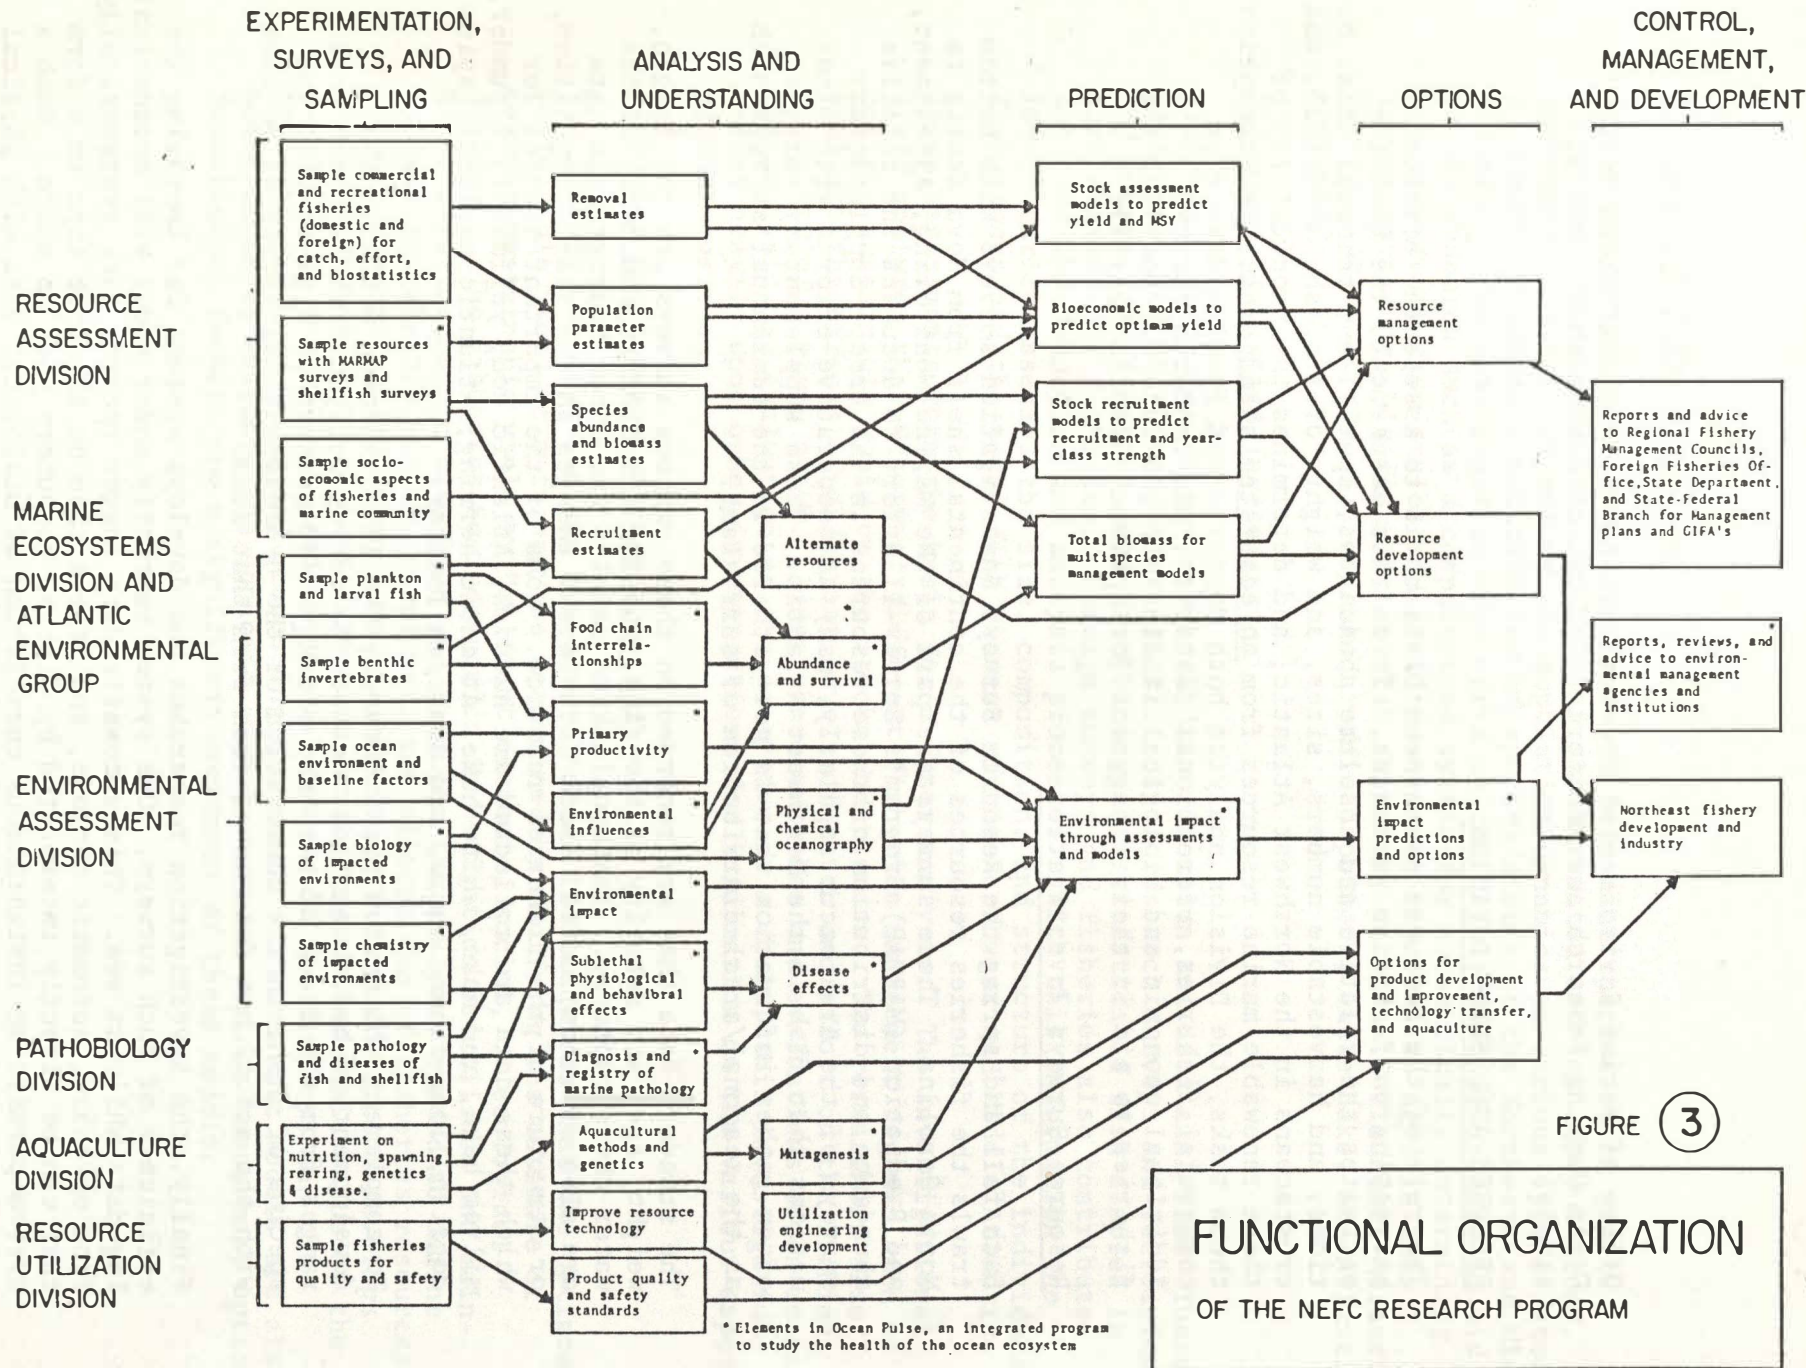 EXPERIMENTATION,
SURVEYS, AND
SAMPLING
ANALYSIS AND
UNDERSTANDING
PREDICTION
OPTIONS
CONTROL,
MANAGEMENT,
AND DEVELOPMENT
RESOURCE
ASSESSMENT
DIVISION
MARINE
ECOSYSTEMS
DIVISION AND
ATLANTIC
ENVIRONMENTAL
GROUP
ENVIRONMENTAL
ASSESSMENT
DIVISION
PATHOBIOLOGY
DIVISION
AQUACULTURE
DIVISION
RESOURCE
UTILIZATION
DIVISION
Sample commercial
and recreational
fisheries
(domestic and
foreign) for
catch, effort,
and biostatistics
*
Sample resources
with MARMAP
surveys and
shellfish surveys
Sample socio-
economic aspects
of fisheries and
marine community
*
Sample plankton
and larval fish
*
Sample benthic
invertebrates
*
Sample ocean
environment and
baseline factors
*
Sample biology
of impacted
environments
*
Sample chemistry
of impacted
environments
*
Sample pathology
and diseases of
fish and shellfish
Experiment on
nutrition, spawning
rearing, genetics
& disease.
Sample fisheries
products for
quality and safety
Removal
estimates
Population
parameter
estimates
Species
abundance
and biomass
estimates
Recruitment
estimates
*
Food chain
interrela-
tionships
*
Primary
productivity
*
Environmental
influences
*
Environmental
impact
*
Sublethal
physiological
and behavioral
effects
*
Diagnosis and
registry of
marine pathology
Aquacultural
methods and
genetics
Improve resource
technology
Product quality
and safety
standards
Alternate
resources
*
Abundance
and survival
*
Physical and
chemical
oceanography
*
Disease
effects
*
Mutagenesis
Utilization
engineering
development
Stock assessment
models to predict
yield and MSY
Bioeconomic models to
predict optimum yield
Stock recruitment
models to predict
recruitment and year-
class strength
Total biomass for
multispecies
management models
*
Environmental impact
through assessments
and models
Resource
management
options
Resource
development
options
*
Environmental
impact
predictions
and options
Options for
product development
and improvement,
technology transfer,
and aquaculture
Reports and advice
to Regional Fishery
Management Councils,
Foreign Fisheries Of-
fice, State Department,
and State-Federal
Branch for Management
plans and GIFA's
*
Reports, reviews, and
advice to environ-
mental management
agencies and
institutions
Northeast fishery
development and
industry
* Elements in Ocean Pulse, an integrated program
to study the health of the ocean ecosystem
FIGURE 3
FUNCTIONAL ORGANIZATION
OF THE NEFC RESEARCH PROGRAM